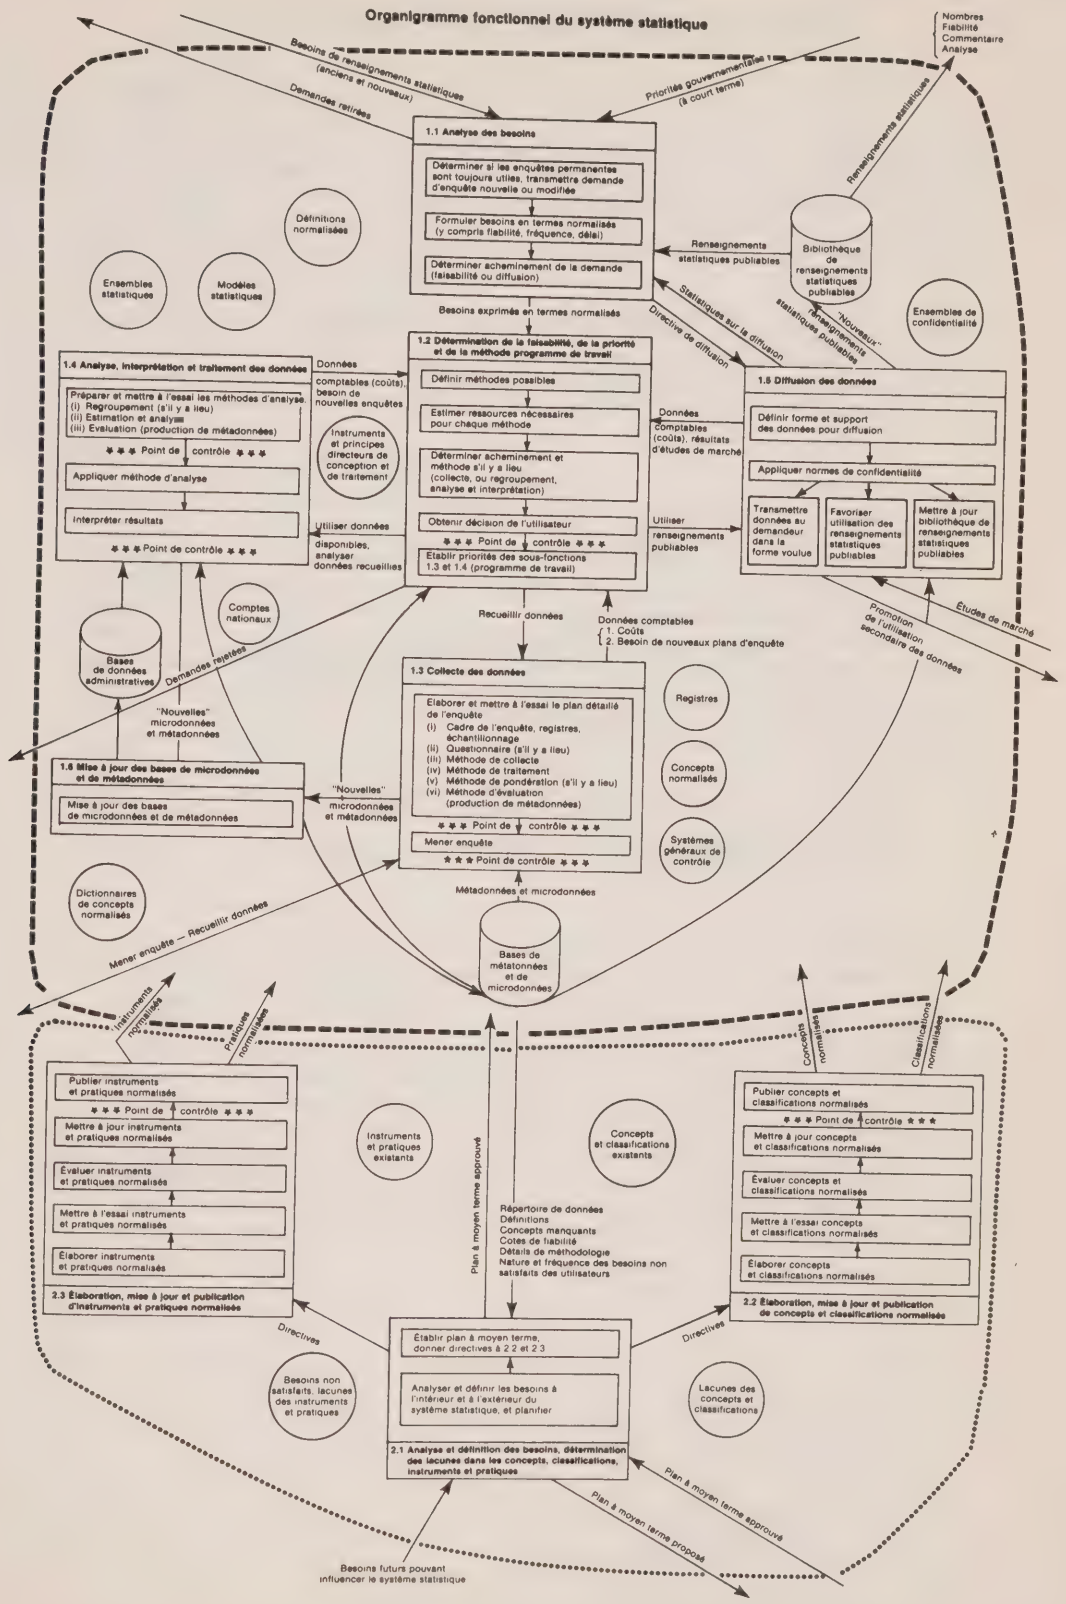 Organigramme fonctionnel du système statistique
Nombres
Fiabilité
Commentaire
Analyse
Besoins de renseignements statistiques
(anciens et nouveaux)
Demandes retirées
Priorités gouvernementales
(à court terme)
Renseignements statistiques
1.1 Analyse des besoins
Déterminer si les enquêtes permanentes
sont toujours utiles, transmettre demande
d'enquête nouvelle ou modifiée
Formuler besoins en termes normalisés
(y compris fiabilité, fréquence, délai)
Déterminer acheminement de la demande
(faisabilité ou diffusion)
Définitions
normalisées
Ensembles
statistiques
Modèles
statistiques
Renseignements
statistiques publiables
Bibliothèque
de
renseignements
statistiques
publiables
Ensembles de
confidentialité
Besoins exprimés en termes normalisés
Statistiques sur la diffusion
Directive de diffusion
"Nouveaux"
renseignements
statistiques publiables
1.2 Détermination de la faisabilité, de la priorité
et de la méthode programme de travail
Définir méthodes possibles
Estimer ressources nécessaires
pour chaque méthode
Déterminer acheminement et
méthode s'il y a lieu
(collecte, ou regroupement,
analyse et interprétation)
Obtenir décision de l'utilisateur
★ ★ ★ Point de contrôle ★ ★ ★
Etablir priorités des sous-fonctions
1.3 et 1.4 (programme de travail)
1.4 Analyse, interprétation et traitement des données
Préparer et mettre à l'essai les méthodes d'analyse.
(i) Regroupement (s'il y a lieu)
(ii) Estimation et analyse
(iii) Evaluation (production de métadonnées)
★ ★ ★ Point de contrôle ★ ★ ★
Appliquer méthode d'analyse
Interpréter résultats
★ ★ ★ Point de contrôle ★ ★ ★
Données
comptables (coûts),
besoin de
nouvelles enquêtes
Instruments
et principes
directeurs de
conception et
de traitement
Utiliser données
disponibles,
analyser
données recueillies
Données
comptables
(coûts), résultats
d'études de marché
Utiliser
renseignements
publiables
1.5 Diffusion des données
Définir forme et support
des données pour diffusion
Appliquer normes de confidentialité
Transmettre
données au
demandeur
dans la
forme voulue
Favoriser
utilisation des
renseignements
statistiques
publiables
Mettre à jour
bibliothèque de
renseignements
statistiques
publiables
Études de marché
Promotion
de l'utilisation
secondaire des données
Comptes
nationaux
Demandes rejetées
Bases
de données
administratives
"Nouvelles"
microdonnées
et métadonnées
Recueillir données
Données comptables
1. Coûts
2. Besoin de nouveaux plans d'enquête
1.3 Collecte des données
Elaborer et mettre à l'essai le plan détaillé
de l'enquête
(i) Cadre de l'enquête, registres,
échantillonnage
(ii) Questionnaire (s'il y a lieu)
(iii) Méthode de collecte
(iv) Méthode de traitement
(v) Méthode de pondération (s'il y a lieu)
(vi) Méthode d'évaluation
(production de métadonnées)
★ ★ ★ Point de contrôle ★ ★ ★
Mener enquête
★ ★ ★ Point de contrôle ★ ★ ★
Métadonnées et microdonnées
Registres
Concepts
normalisés
Systèmes
généraux de
contrôle
1.6 Mise à jour des bases de microdonnées
et de métadonnées
Mise à jour des bases
de microdonnées et de métadonnées
"Nouvelles"
microdonnées
et métadonnées
Dictionnaires
de concepts
normalisés
Mener enquête — Recueillir données
Bases de
métatonnées
et de
microdonnées
Instruments
normalisés
Pratiques
normalisées
Concepts
normalisés
Classifications
normalisées
Publier instruments
et pratiques normalisés
★ ★ ★ Point de contrôle ★ ★ ★
Mettre à jour instruments
et pratiques normalisés
Évaluer instruments
et pratiques normalisés
Mettre à l'essai instruments
et pratiques normalisés
Élaborer instruments
et pratiques normalisés
2.3 Élaboration, mise à jour et publication
d'instruments et pratiques normalisés
Instruments
et pratiques
existants
Concepts
et classifications
existants
Plan à moyen terme approuvé
Répertoire de données
Définitions
Concepts manquants
Cotes de fiabilité
Détails de méthodologie
Nature et fréquence des besoins non
satisfaits des utilisateurs
Publier concepts et
classifications normalisés
★ ★ ★ Point de contrôle ★ ★ ★
Mettre à jour concepts
et classifications normalisés
Évaluer concepts et
classifications normalisés
Mettre à l'essai concepts
et classifications normalisés
Élaborer concepts
et classifications normalisés
2.2 Élaboration, mise à jour et publication
de concepts et classifications normalisés
Directives
Directives
Établir plan à moyen terme,
donner directives à 2 2 et 2 3
Analyser et définir les besoins à
l'intérieur et à l'extérieur du
système statistique, et planifier
2.1 Analyse et définition des besoins, détermination
des lacunes dans les concepts, classifications,
instruments et pratiques
Besoins non
satisfaits, lacunes
des instruments
et pratiques
Lacunes des
concepts et
classifications
Plan à moyen terme approuvé
Plan à moyen terme proposé
Besoins futurs pouvant
influencer le système statistique